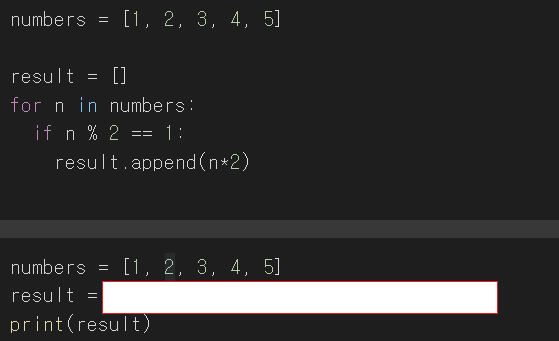 numbers = [1, 2, 3, 4, 5]
result = []
for n in numbers:
  if n % 2 == 1:
    result.append(n*2)
numbers = [1, 2, 3, 4, 5]
result =
print(result)